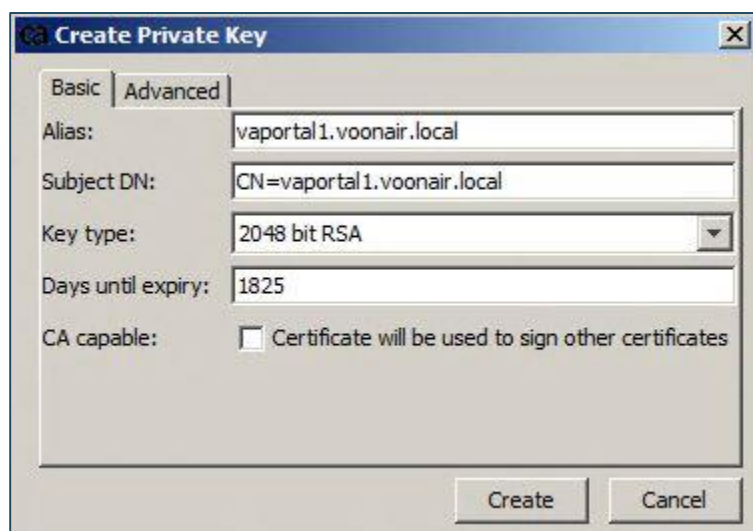 ca Create Private Key
Basic Advanced
Alias: vaportal1.voonair.local
Subject DN: CN=vaportal1.voonair.local
Key type: 2048 bit RSA
Days until expiry: 1825
CA capable: Certificate will be used to sign other certificates
Create Cancel